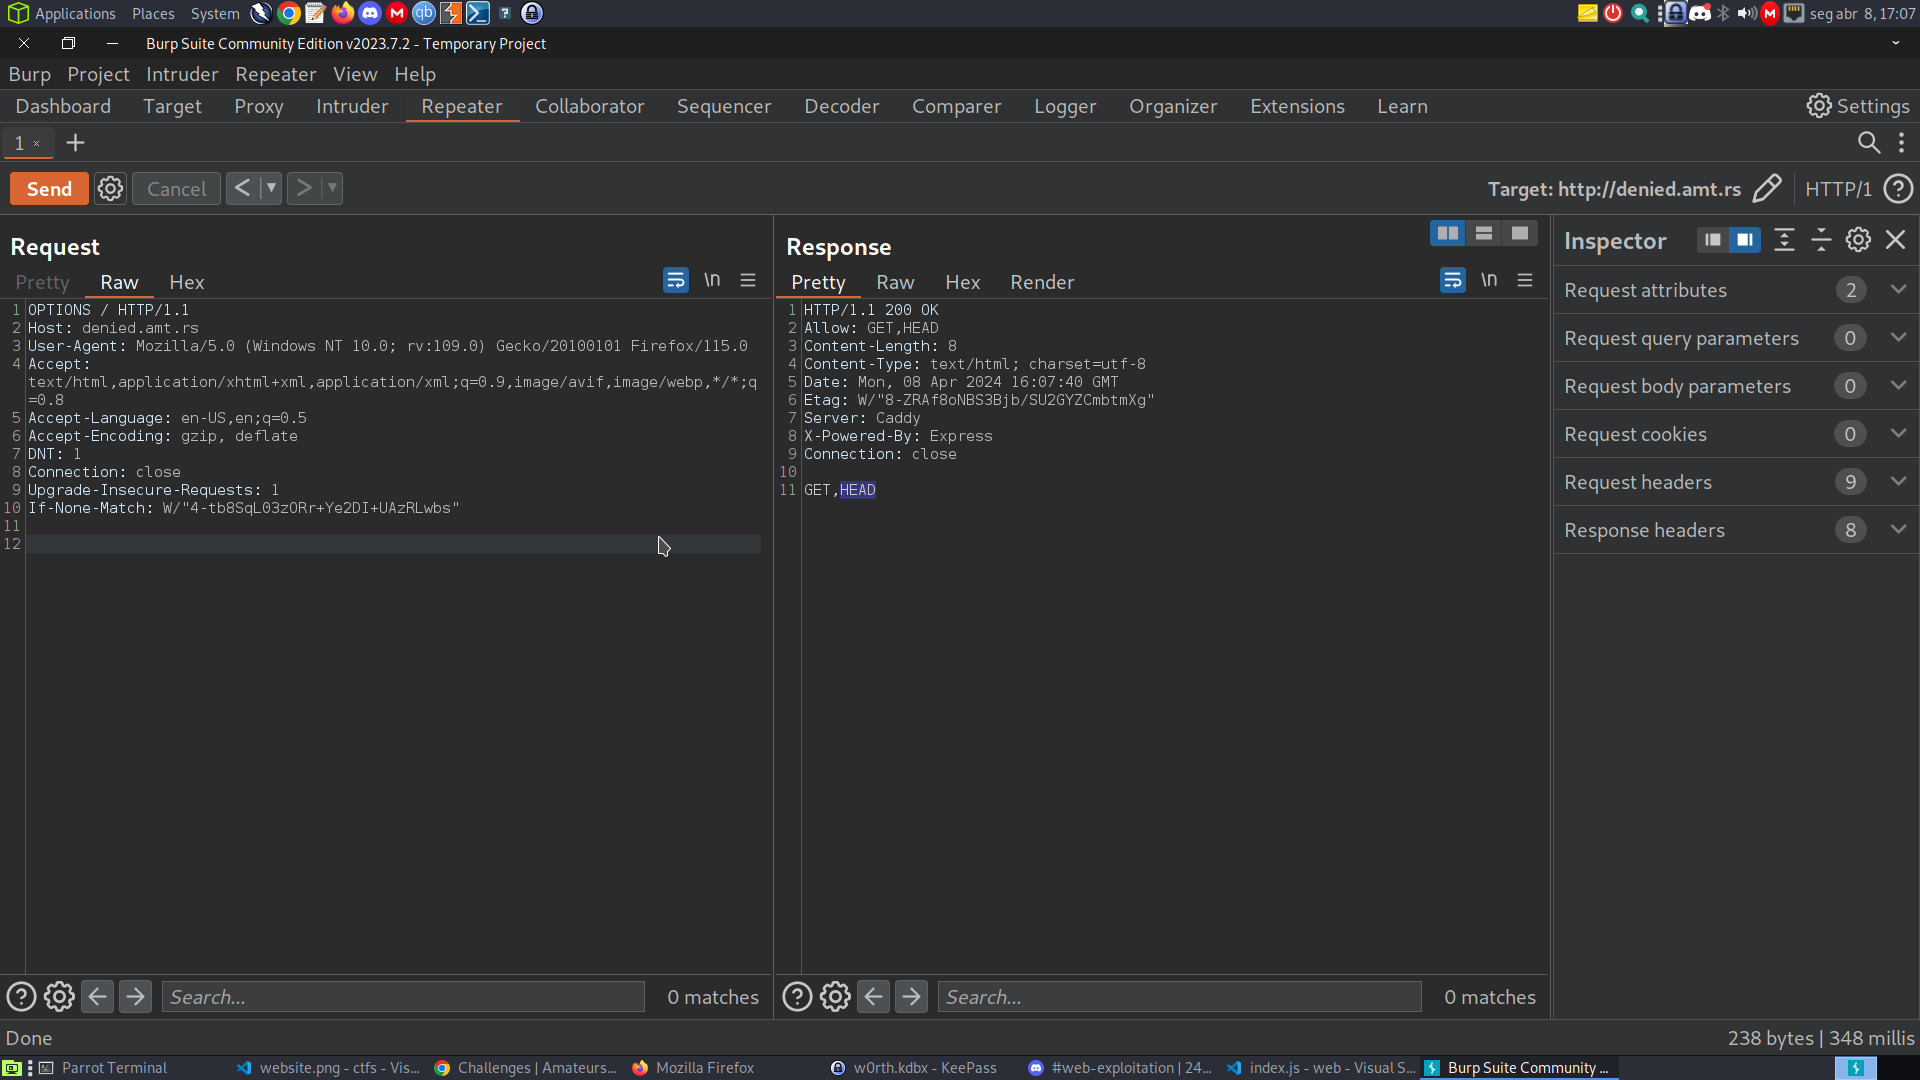 Applications Places System seg abr 8, 17:07
Burp Suite Community Edition v2023.7.2 - Temporary Project
Burp Project Intruder Repeater View Help
Dashboard Target Proxy Intruder Repeater Collaborator Sequencer Decoder Comparer Logger Organizer Extensions Learn Settings
1 × +
Send Cancel < > Target: http://denied.amt.rs HTTP/1 ?
Request
Pretty Raw Hex \n
1 OPTIONS / HTTP/1.1
2 Host: denied.amt.rs
3 User-Agent: Mozilla/5.0 (Windows NT 10.0; rv:109.0) Gecko/20100101 Firefox/115.0
4 Accept:
text/html,application/xhtml+xml,application/xml;q=0.9,image/avif,image/webp,*/*;q
=0.8
5 Accept-Language: en-US,en;q=0.5
6 Accept-Encoding: gzip, deflate
7 DNT: 1
8 Connection: close
9 Upgrade-Insecure-Requests: 1
10 If-None-Match: W/"4-tb8SqL03zORr+Ye2DI+UAzRLwbs"
11
12
Search... 0 matches
Response
Pretty Raw Hex Render \n
1 HTTP/1.1 200 OK
2 Allow: GET,HEAD
3 Content-Length: 8
4 Content-Type: text/html; charset=utf-8
5 Date: Mon, 08 Apr 2024 16:07:40 GMT
6 Etag: W/"8-ZRAf8oNBS3Bjb/SU2GYZCmbtmXg"
7 Server: Caddy
8 X-Powered-By: Express
9 Connection: close
10
11 GET,HEAD
Search... 0 matches
Inspector
Request attributes 2
Request query parameters 0
Request body parameters 0
Request cookies 0
Request headers 9
Response headers 8
Done 238 bytes | 348 millis
Parrot Terminal website.png - ctfs - Vis... Challenges | Amateurs... Mozilla Firefox w0rth.kdbx - KeePass #web-exploitation | 24... index.js - web - Visual S... Burp Suite Community ...